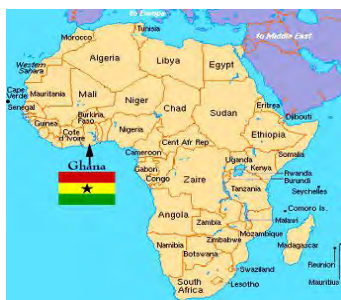 to Europe
to Middle East
Tunisia
Morocco
Algeria
Libya
Egypt
Western
Sahara
Cape
Verde
Mauritania
Mali
Niger
Chad
Sudan
Eritrea
Djibouti
Senegal
Guinea
Burkina
Faso
Cote
d'Ivoire
Nigeria
Ethiopia
Somalia
Cent Afr Rep
Cameroon
Ghana
Gabon
Congo
Zaire
Uganda
Kenya
Rwanda
Burundi
Tanzania
Seychelles
Comoro Is.
Malawi
Angola
Zambia
Mozambique
Zimbabwe
Namibia
Botswana
Madagascar
Reunion
Mauritius
Swaziland
Lesotho
South
Africa